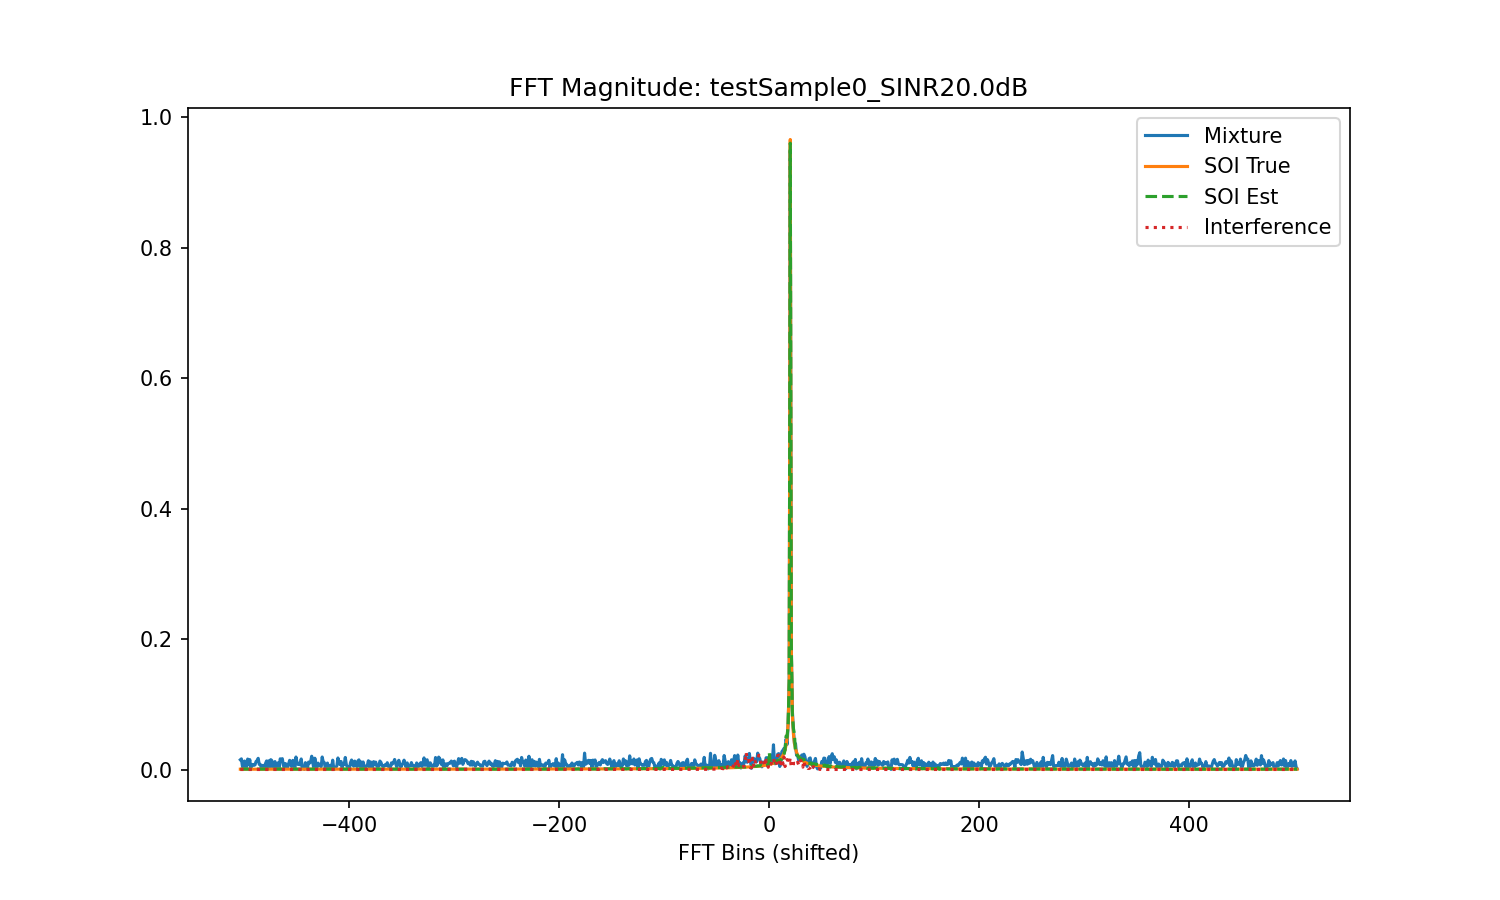 FFT Magnitude: testSample0_SINR20.0dB
1.0
0.8
0.6
0.4
0.2
0.0
Mixture
SOI True
SOI Est
Interference
−400 −200 0 200 400
FFT Bins (shifted)